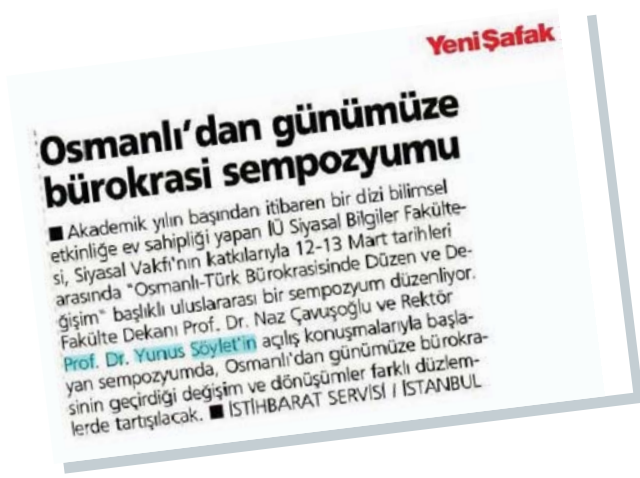 Yeni Şafak
Osmanlı'dan günümüze
bürokrasi sempozyumu
■ Akademik yılın başından itibaren bir dizi bilimsel
etkinliğe ev sahipliği yapan İÜ Siyasal Bilgiler Fakülte-
si, Siyasal Vakfı'nın katkılarıyla 12-13 Mart tarihleri
arasında "Osmanlı-Türk Bürokrasisinde Düzen ve De-
ğişim" başlıklı uluslararası bir sempozyum düzenliyor.
Fakülte Dekanı Prof. Dr. Naz Çavuşoğlu ve Rektör
Prof. Dr. Yunus Söylet'in açılış konuşmalarıyla başla-
yan sempozyumda, Osmanlı'dan günümüze bürokra-
sinin geçirdiği değişim ve dönüşümler farklı düzlem-
lerde tartışılacak. ■ İSTİHBARAT SERVİSİ / İSTANBUL